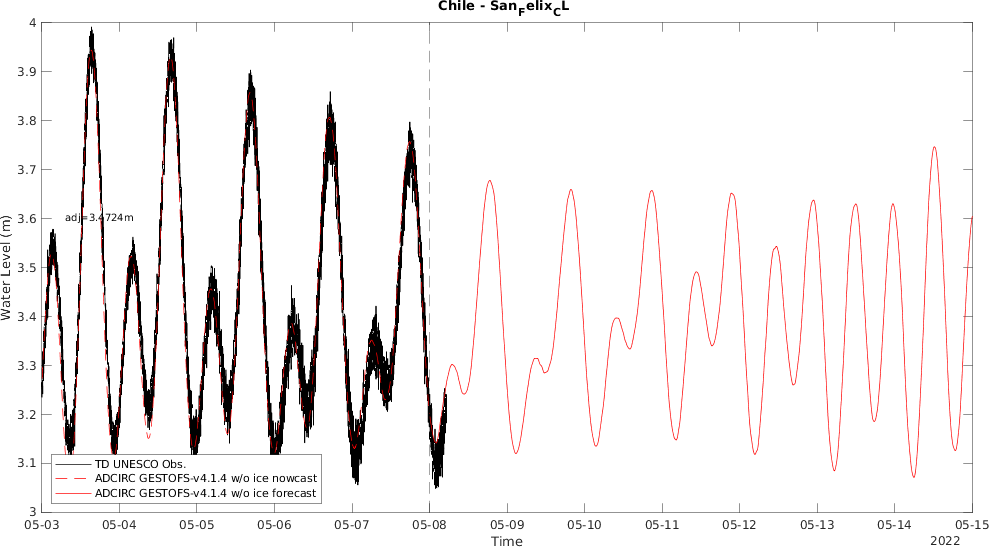 Chile - SanFelixCL
4
3.9
3.8
3.7
3.6
3.5
3.4
3.3
3.2
3.1
3
Water Level (m)
adj=3.4724m
TD UNESCO Obs.
ADCIRC GESTOFS-v4.1.4 w/o ice nowcast
ADCIRC GESTOFS-v4.1.4 w/o ice forecast
05-03 05-04 05-05 05-06 05-07 05-08 05-09 05-10 05-11 05-12 05-13 05-14 05-15
Time
2022